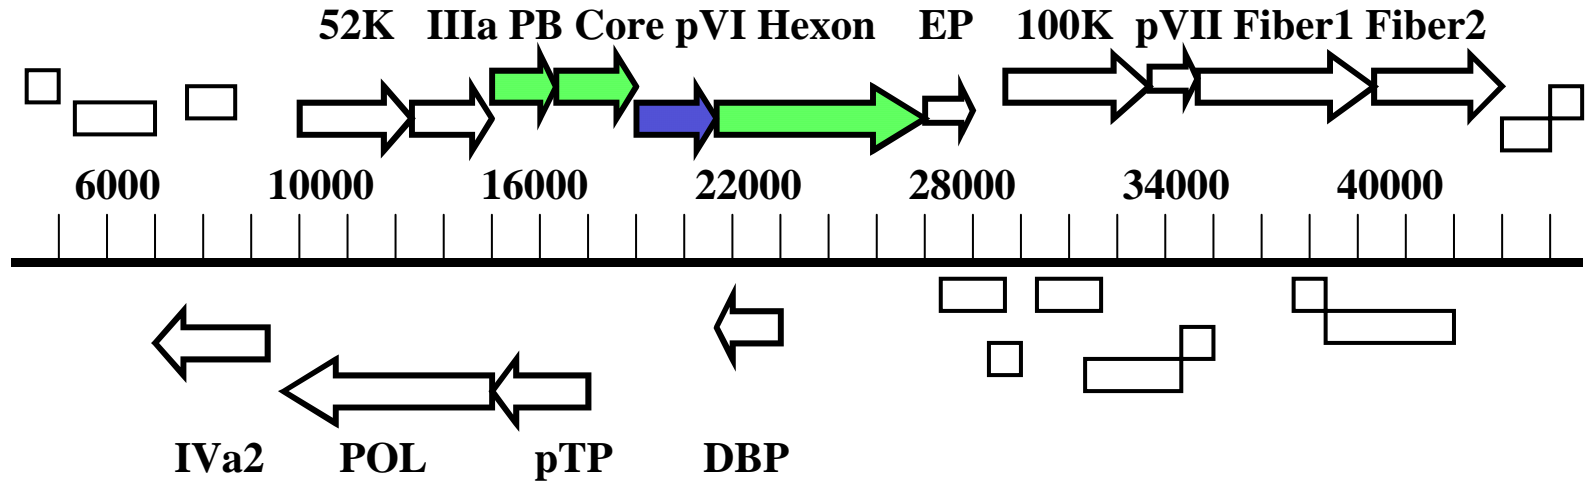 52K IIIa PB Core pVI Hexon EP 100K pVII Fiber1 Fiber2
6000 10000 16000 22000 28000 34000 40000
IVa2 POL pTP DBP